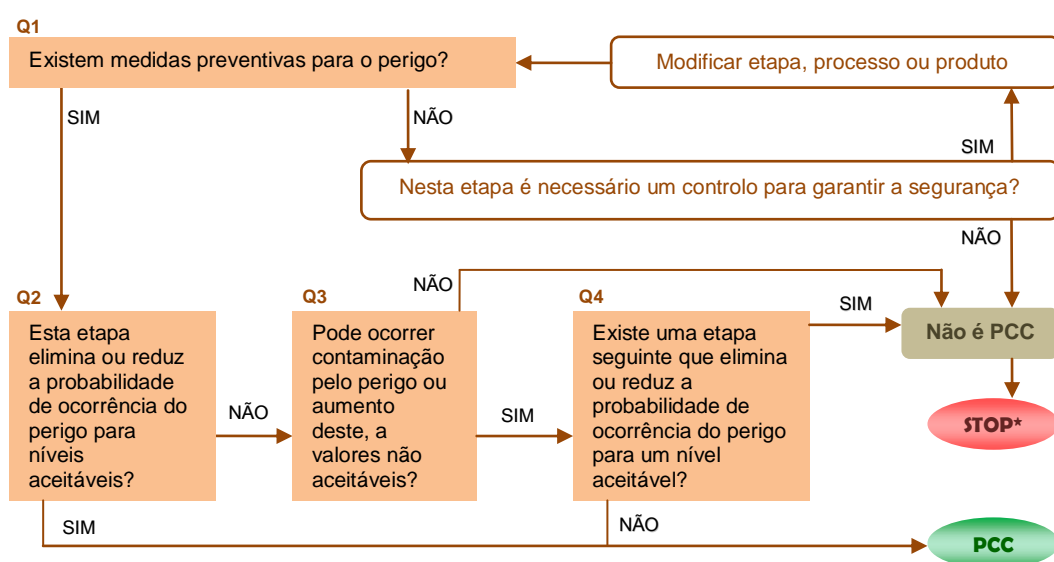 Q1
Existem medidas preventivas para o perigo?
Modificar etapa, processo ou produto
SIM
NÃO
SIM
Nesta etapa é necessário um controlo para garantir a segurança?
NÃO
Q2
Esta etapa
elimina ou reduz
a probabilidade
de ocorrência do
perigo para
níveis
aceitáveis?
NÃO
Q3
Pode ocorrer
contaminação
pelo perigo ou
aumento
deste, a
valores não
aceitáveis?
NÃO
SIM
Q4
Existe uma etapa
seguinte que elimina
ou reduz a
probabilidade de
ocorrência do perigo
para um nível
aceitável?
SIM
Não é PCC
STOP*
SIM
NÃO
PCC